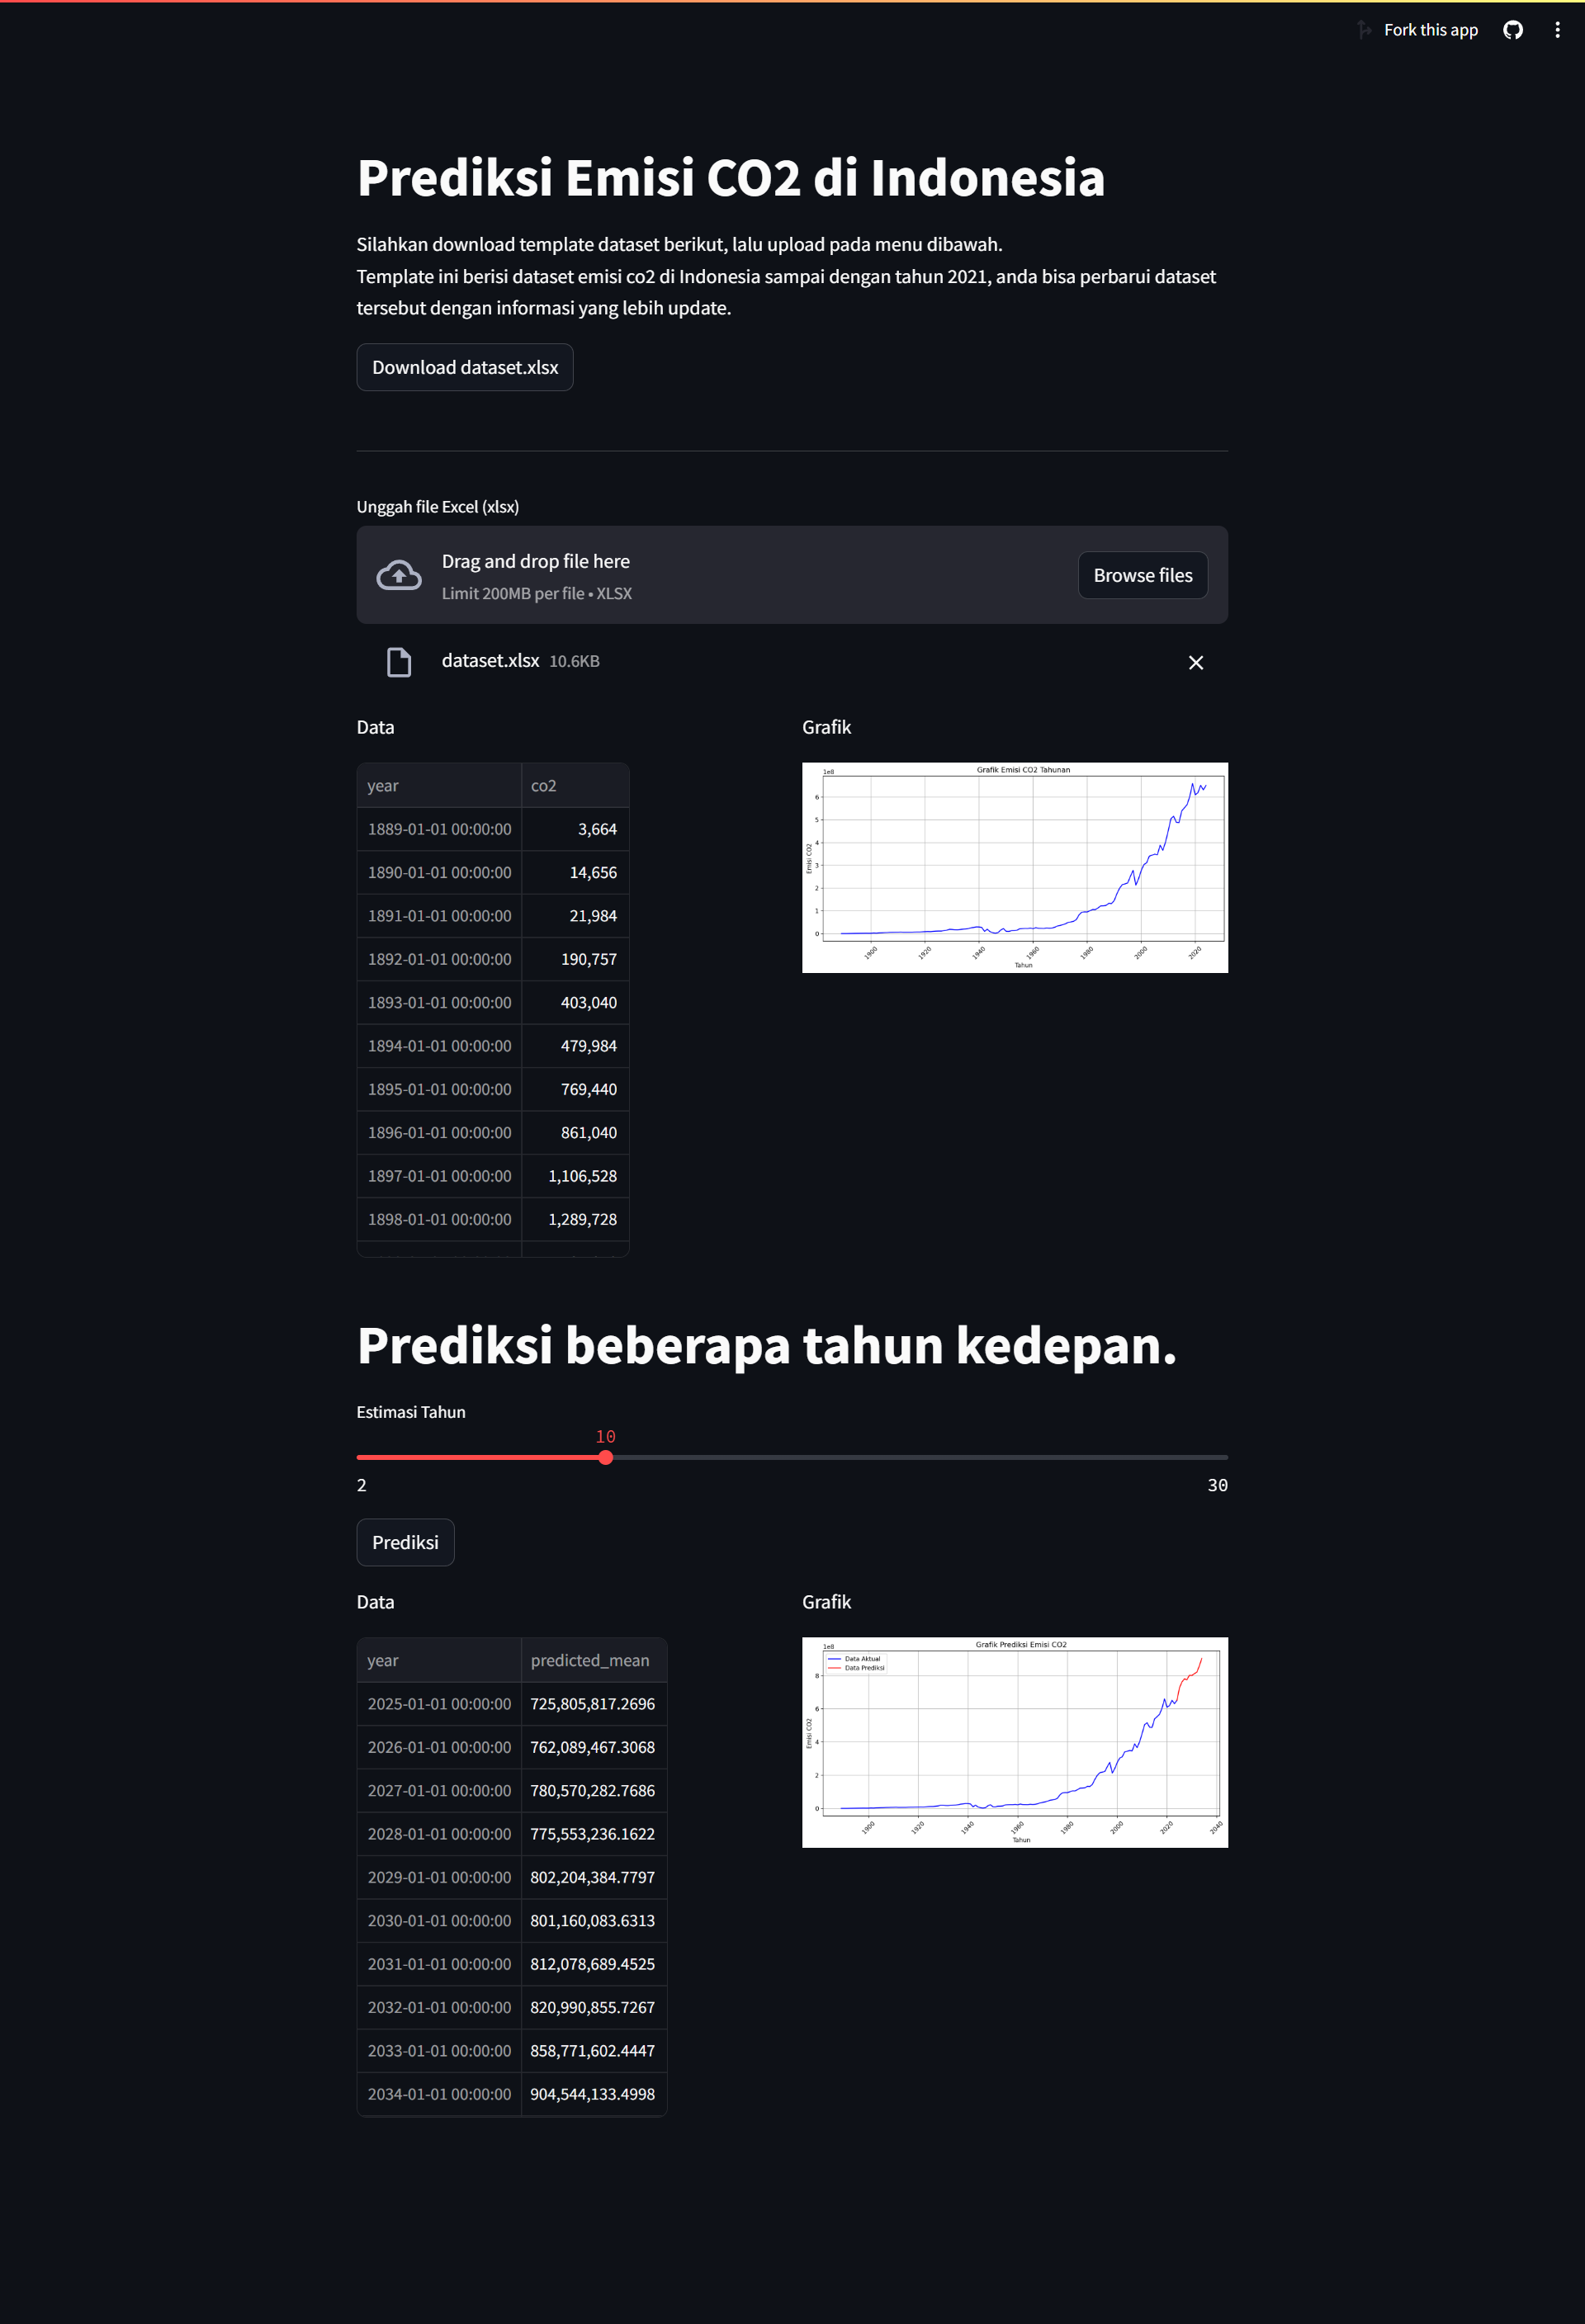 Fork this app
Prediksi Emisi CO2 di Indonesia
Silahkan download template dataset berikut, lalu upload pada menu dibawah.
Template ini berisi dataset emisi co2 di Indonesia sampai dengan tahun 2021, anda bisa perbarui dataset
tersebut dengan informasi yang lebih update.
Download dataset.xlsx
Unggah file Excel (xlsx)
Drag and drop file here
Limit 200MB per file • XLSX
Browse files
dataset.xlsx 10.6KB
Data
year co2
1889-01-01 00:00:00 3,664
1890-01-01 00:00:00 14,656
1891-01-01 00:00:00 21,984
1892-01-01 00:00:00 190,757
1893-01-01 00:00:00 403,040
1894-01-01 00:00:00 479,984
1895-01-01 00:00:00 769,440
1896-01-01 00:00:00 861,040
1897-01-01 00:00:00 1,106,528
1898-01-01 00:00:00 1,289,728
Grafik
Grafik Emisi CO2 Tahunan
1e8
6
5
4
3
2
1
0
Emisi CO2
1900 1920 1940 1960 1980 2000 2020
Tahun
Prediksi beberapa tahun kedepan.
Estimasi Tahun
10
2 30
Prediksi
Data
year predicted_mean
2025-01-01 00:00:00 725,805,817.2696
2026-01-01 00:00:00 762,089,467.3068
2027-01-01 00:00:00 780,570,282.7686
2028-01-01 00:00:00 775,553,236.1622
2029-01-01 00:00:00 802,204,384.7797
2030-01-01 00:00:00 801,160,083.6313
2031-01-01 00:00:00 812,078,689.4525
2032-01-01 00:00:00 820,990,855.7267
2033-01-01 00:00:00 858,771,602.4447
2034-01-01 00:00:00 904,544,133.4998
Grafik
Grafik Prediksi Emisi CO2
1e8
Data Aktual
Data Prediksi
8
6
4
2
0
Emisi CO2
1900 1920 1940 1960 1980 2000 2020 2040
Tahun